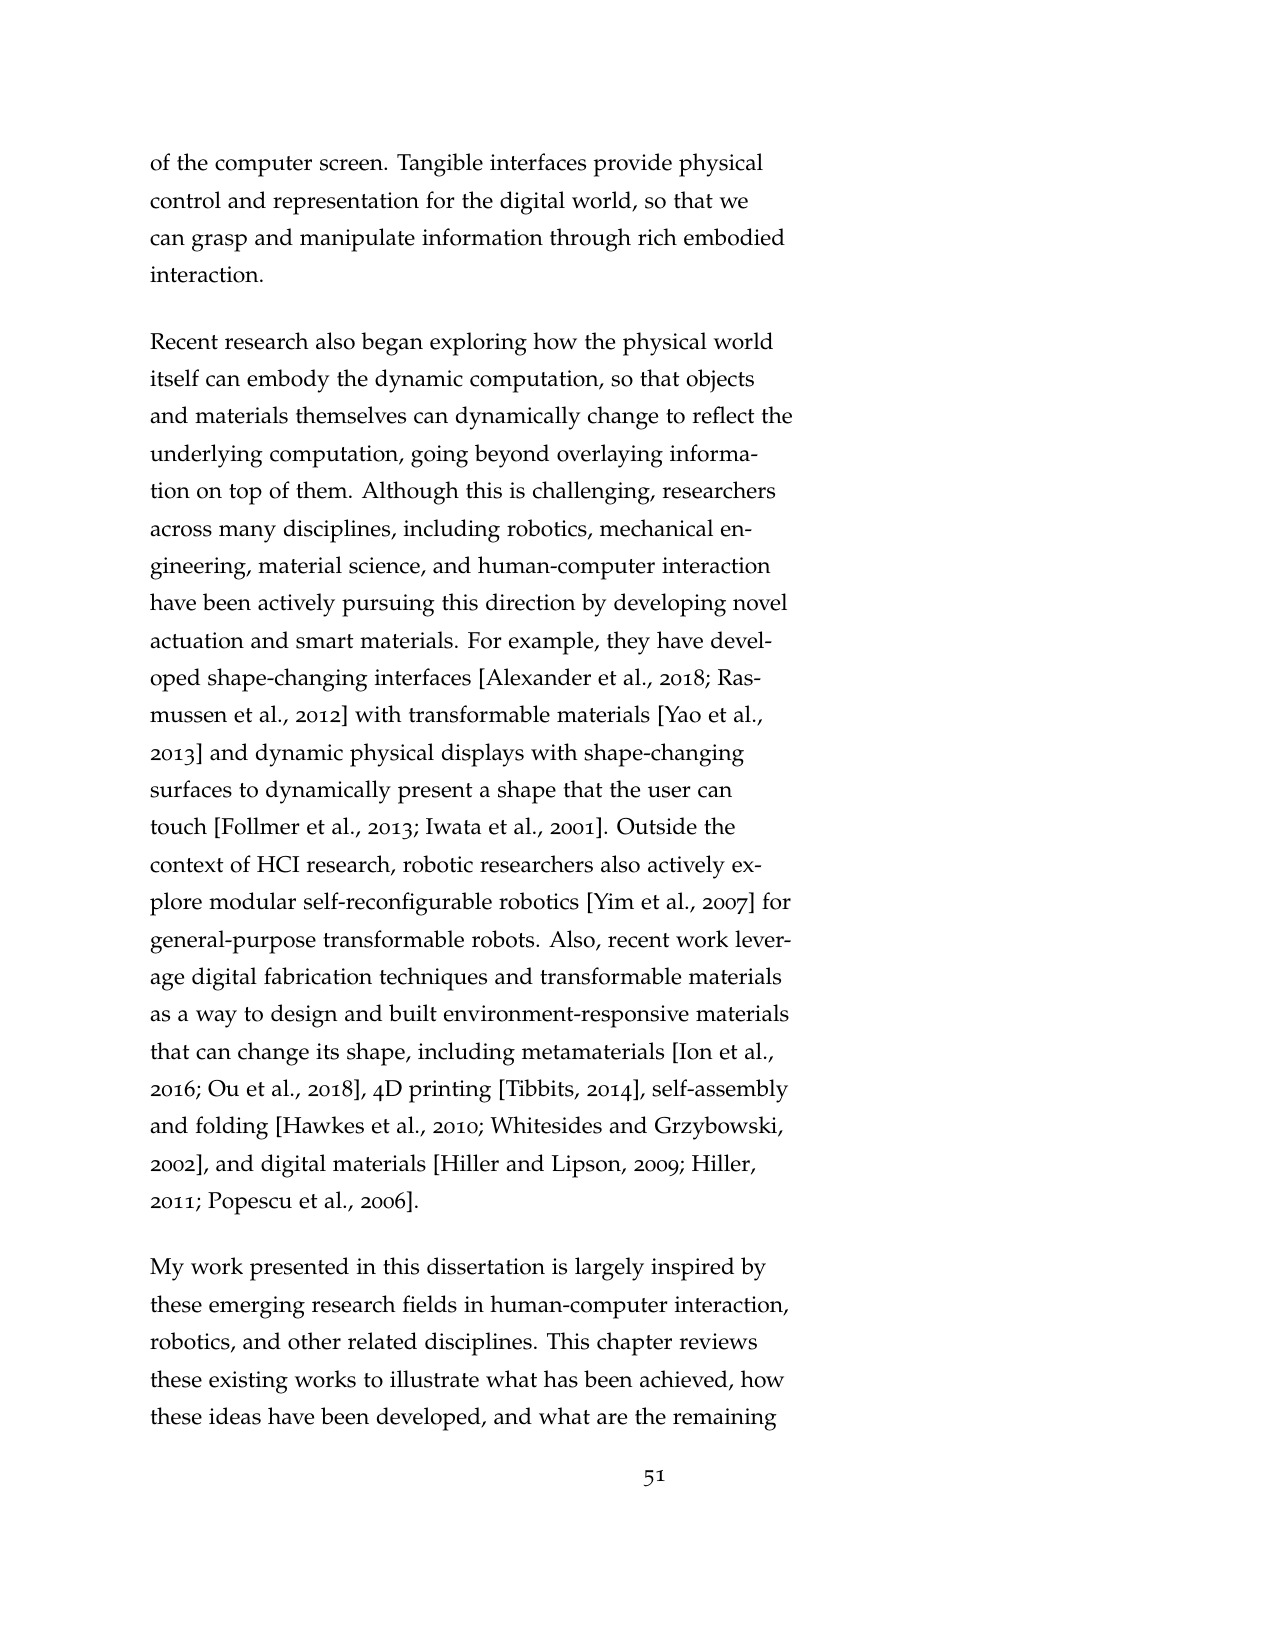 of the computer screen. Tangible interfaces provide physical
control and representation for the digital world, so that we
can grasp and manipulate information through rich embodied
interaction.
Recent research also began exploring how the physical world
itself can embody the dynamic computation, so that objects
and materials themselves can dynamically change to reflect the
underlying computation, going beyond overlaying informa-
tion on top of them. Although this is challenging, researchers
across many disciplines, including robotics, mechanical en-
gineering, material science, and human-computer interaction
have been actively pursuing this direction by developing novel
actuation and smart materials. For example, they have devel-
oped shape-changing interfaces [Alexander et al., 2018; Ras-
mussen et al., 2012] with transformable materials [Yao et al.,
2013] and dynamic physical displays with shape-changing
surfaces to dynamically present a shape that the user can
touch [Follmer et al., 2013; Iwata et al., 2001]. Outside the
context of HCI research, robotic researchers also actively ex-
plore modular self-reconfigurable robotics [Yim et al., 2007] for
general-purpose transformable robots. Also, recent work lever-
age digital fabrication techniques and transformable materials
as a way to design and built environment-responsive materials
that can change its shape, including metamaterials [Ion et al.,
2016; Ou et al., 2018], 4D printing [Tibbits, 2014], self-assembly
and folding [Hawkes et al., 2010; Whitesides and Grzybowski,
2002], and digital materials [Hiller and Lipson, 2009; Hiller,
2011; Popescu et al., 2006].
My work presented in this dissertation is largely inspired by
these emerging research fields in human-computer interaction,
robotics, and other related disciplines. This chapter reviews
these existing works to illustrate what has been achieved, how
these ideas have been developed, and what are the remaining
51